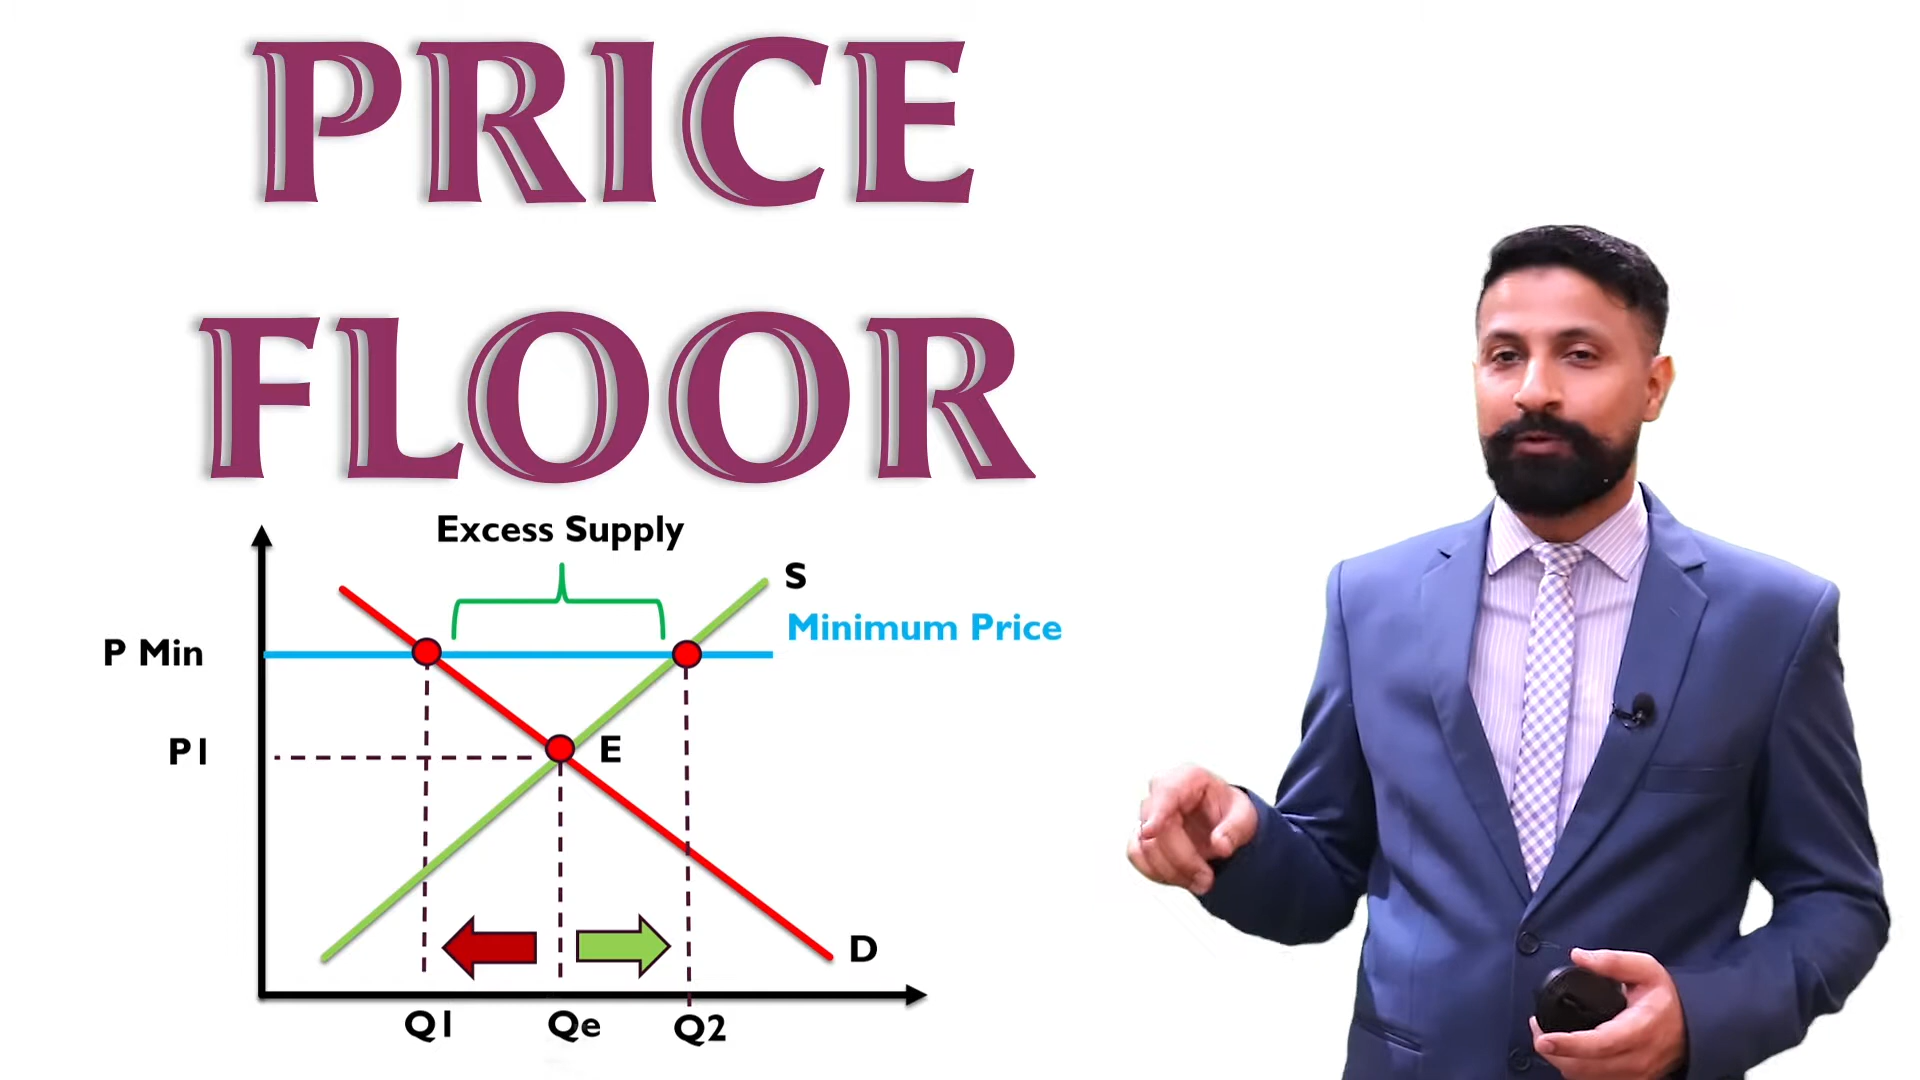 PRICE
FLOOR
Excess Supply
S
Minimum Price
P Min
P1
E
D
Q1
Qe
Q2